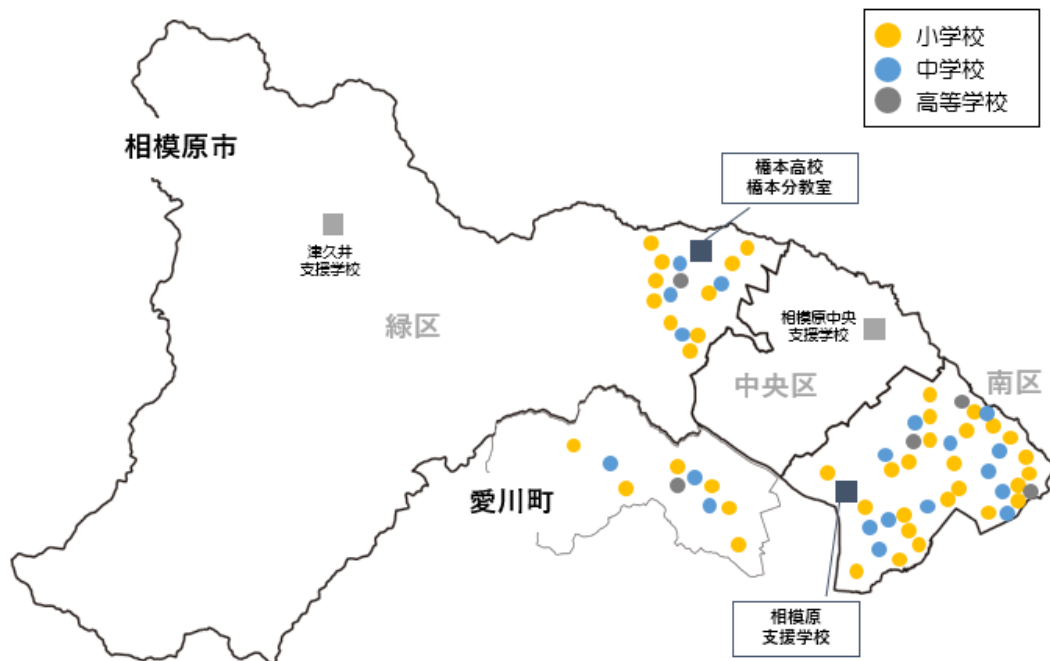 小学校
中学校
高等学校
相模原市
橋本高校
橋本分教室
津久井
支援学校
緑区
相模原中央
支援学校
中央区
南区
愛川町
相模原
支援学校